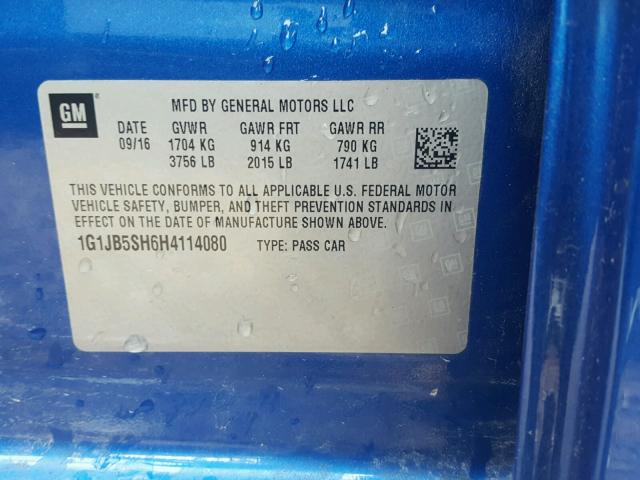 GM
MFD BY GENERAL MOTORS LLC
DATE GVWR GAWR FRT GAWR RR
09/16 1704 KG 914 KG 790 KG
3756 LB 2015 LB 1741 LB
THIS VEHICLE CONFORMS TO ALL APPLICABLE U.S. FEDERAL MOTOR
VEHICLE SAFETY, BUMPER, AND THEFT PREVENTION STANDARDS IN
EFFECT ON THE DATE OF MANUFACTURE SHOWN ABOVE.
1G1JB5SH6H4114080 TYPE: PASS CAR